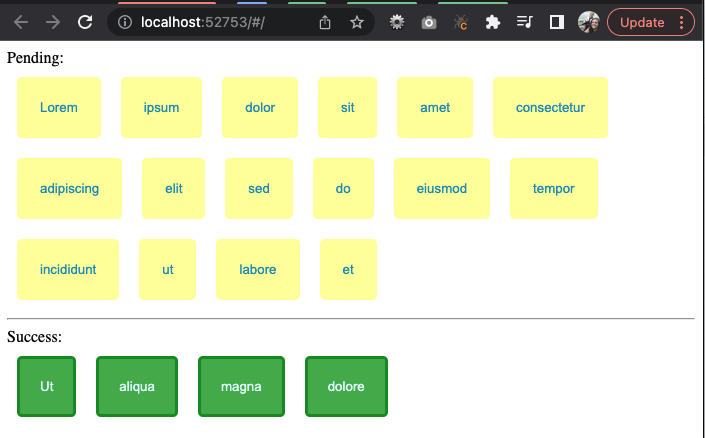 localhost:52753/#/
Update
Pending:
Lorem ipsum dolor sit amet consectetur
adipiscing elit sed do eiusmod tempor
incididunt ut labore et
Success:
Ut aliqua magna dolore